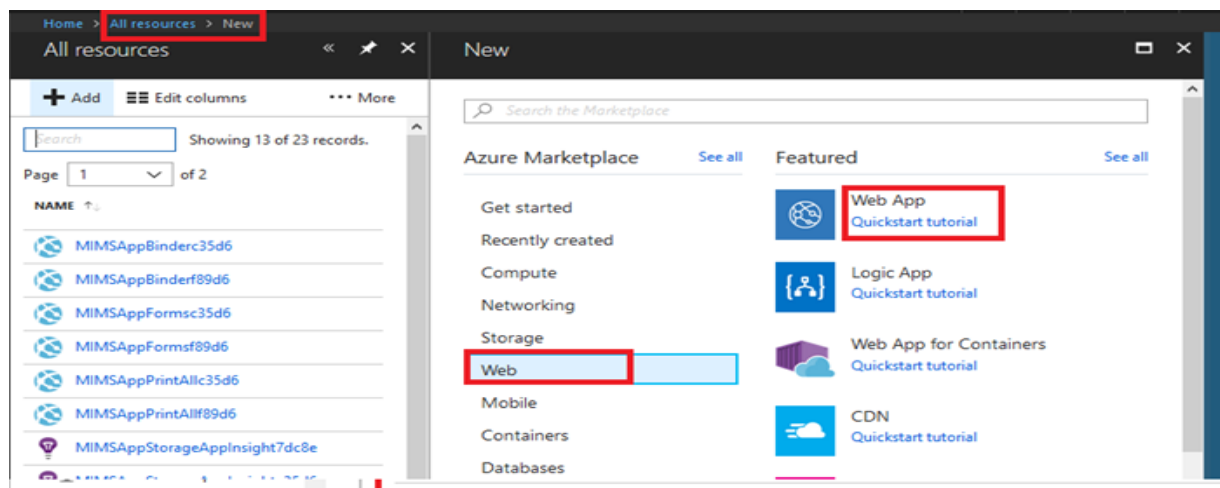 Home > All resources > New
All resources
+ Add Edit columns ··· More
Search Showing 13 of 23 records.
Page 1 of 2
NAME
MIMSAppBinderc35d6
MIMSAppBinderf89d6
MIMSAppFormsc35d6
MIMSAppFormsf89d6
MIMSAppPrintAllc35d6
MIMSAppPrintAllf89d6
MIMSAppStorageAppInsight7dc8e
New
Search the Marketplace
Azure Marketplace See all
Get started
Recently created
Compute
Networking
Storage
Web
Mobile
Containers
Databases
Featured See all
Web App
Quickstart tutorial
Logic App
Quickstart tutorial
Web App for Containers
Quickstart tutorial
CDN
Quickstart tutorial